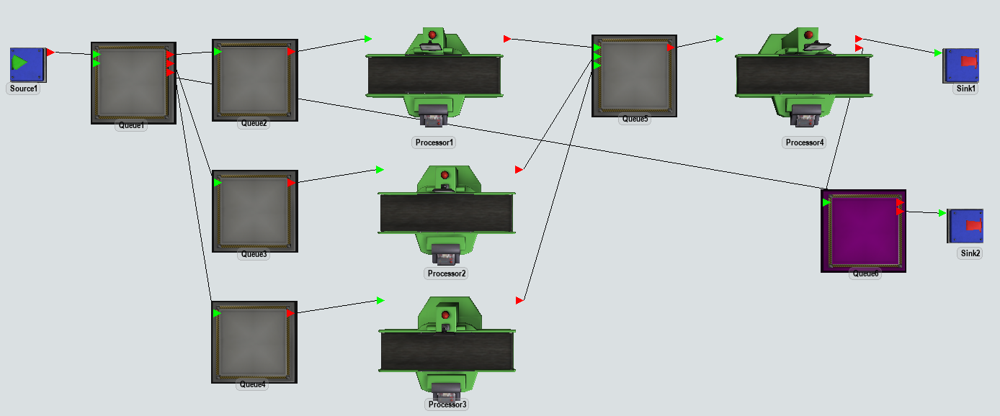 Source1
Queue1
Queue2
Processor1
Queue5
Processor4
Sink1
Queue3
Processor2
Queue6
Sink2
Queue4
Processor3